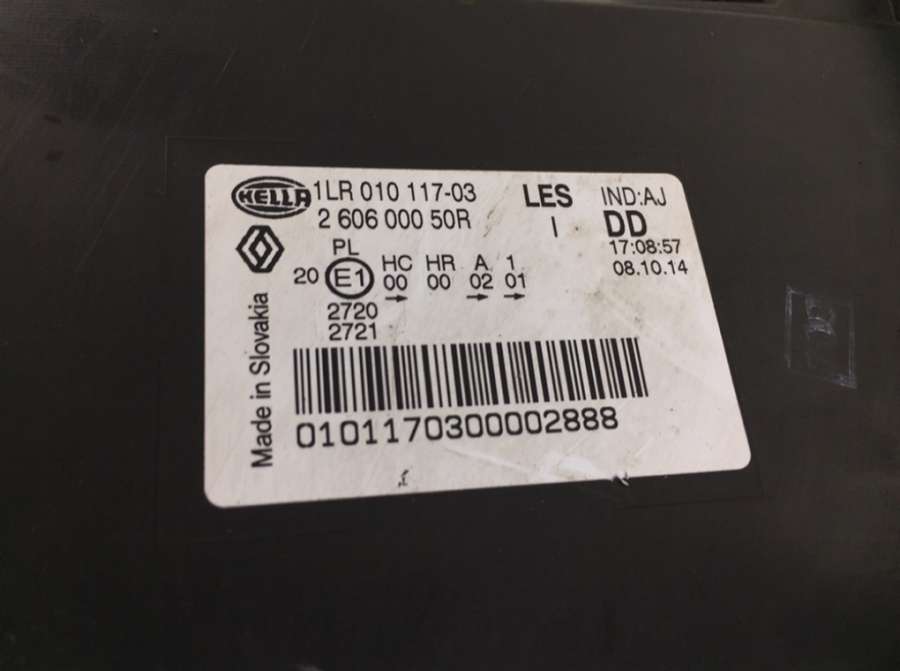 HELLA 1LR 010 117-03 LES IND:AJ
2 606 000 50R I DD
17:08:57
08.10.14
PL
20 E1 HC HR A 1
00 00 02 01
2720
2721
Made in Slovakia
0101170300002888